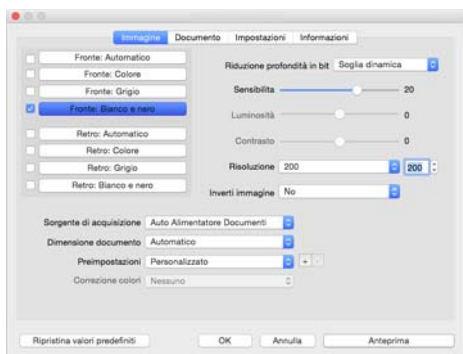 Immagine Documento Impostazioni Informazioni
Fronte: Automatico
Fronte: Colore
Fronte: Grigio
Fronte: Bianco e nero
Retro: Automatico
Retro: Colore
Retro: Grigio
Retro: Bianco e nero
Riduzione profondità in bit Soglia dinamica
Sensibilita 20
Luminosità 0
Contrasto 0
Risoluzione 200 200
Inverti immagine No
Sorgente di acquisizione Auto Alimentatore Documenti
Dimensione documento Automatico
Preimpostazioni Personalizzato + -
Correzione colori Nessuno
Ripristina valori predefiniti OK Annulla Anteprima